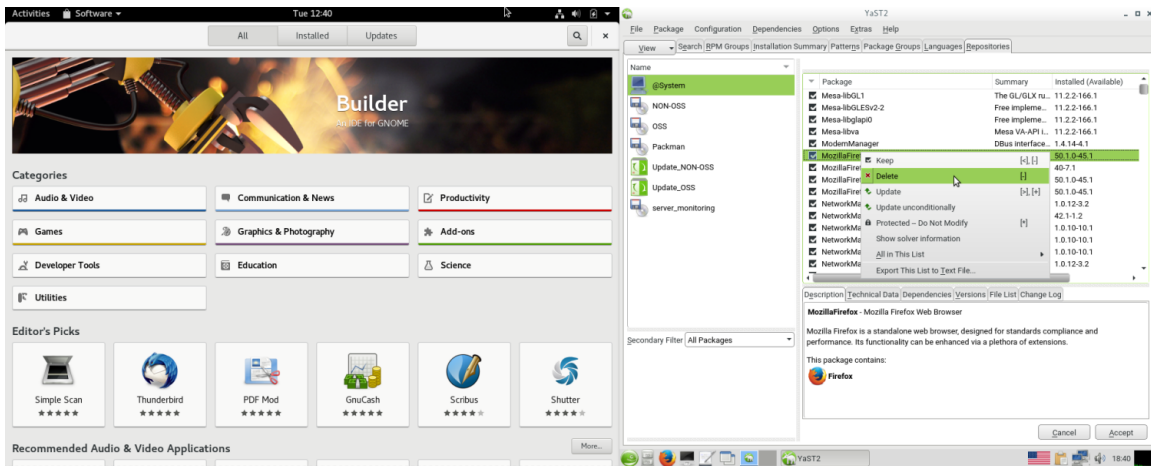 Activities Software Tue 12:40
All Installed Updates
Builder
An IDE for GNOME
Categories
Audio & Video Communication & News Productivity
Games Graphics & Photography Add-ons
Developer Tools Education Science
Utilities
Editor's Picks
Simple Scan Thunderbird PDF Mod GnuCash Scribus Shutter
Recommended Audio & Video Applications More...
YaST2
File Package Configuration Dependencies Options Extras Help
View Search RPM Groups Installation Summary Patterns Package Groups Languages Repositories
Name
@System
NON-OSS
OSS
Packman
Update_NON-OSS
Update_OSS
server_monitoring
Secondary Filter All Packages
Package Summary Installed (Available)
Mesa-libGL1 The GL/GLX ru... 11.2.2-166.1
Mesa-libGLESv2-2 Free impleme... 11.2.2-166.1
Mesa-libglapi0 Free impleme... 11.2.2-166.1
Mesa-libva Mesa VA-API i... 11.2.2-166.1
ModemManager DBus interface... 1.4.14-4.1
MozillaFire 50.1.0-45.1
MozillaFire 40-7.1
MozillaFire 50.1.0-45.1
MozillaFire 50.1.0-45.1
NetworkMa 1.0.12-3.2
NetworkMa 42.1-1.2
NetworkMa 1.0.10-10.1
NetworkMa 1.0.10-10.1
NetworkMa 1.0.12-3.2
Keep [<], [-]
Delete [-]
Update [>], [+]
Update unconditionally
Protected – Do Not Modify [*]
Show solver information
All in This List
Export This List to Text File...
Description Technical Data Dependencies Versions File List Change Log
MozillaFirefox - Mozilla Firefox Web Browser
Mozilla Firefox is a standalone web browser, designed for standards compliance and
performance. Its functionality can be enhanced via a plethora of extensions.
This package contains:
Firefox
Cancel Accept
YaST2 18:40